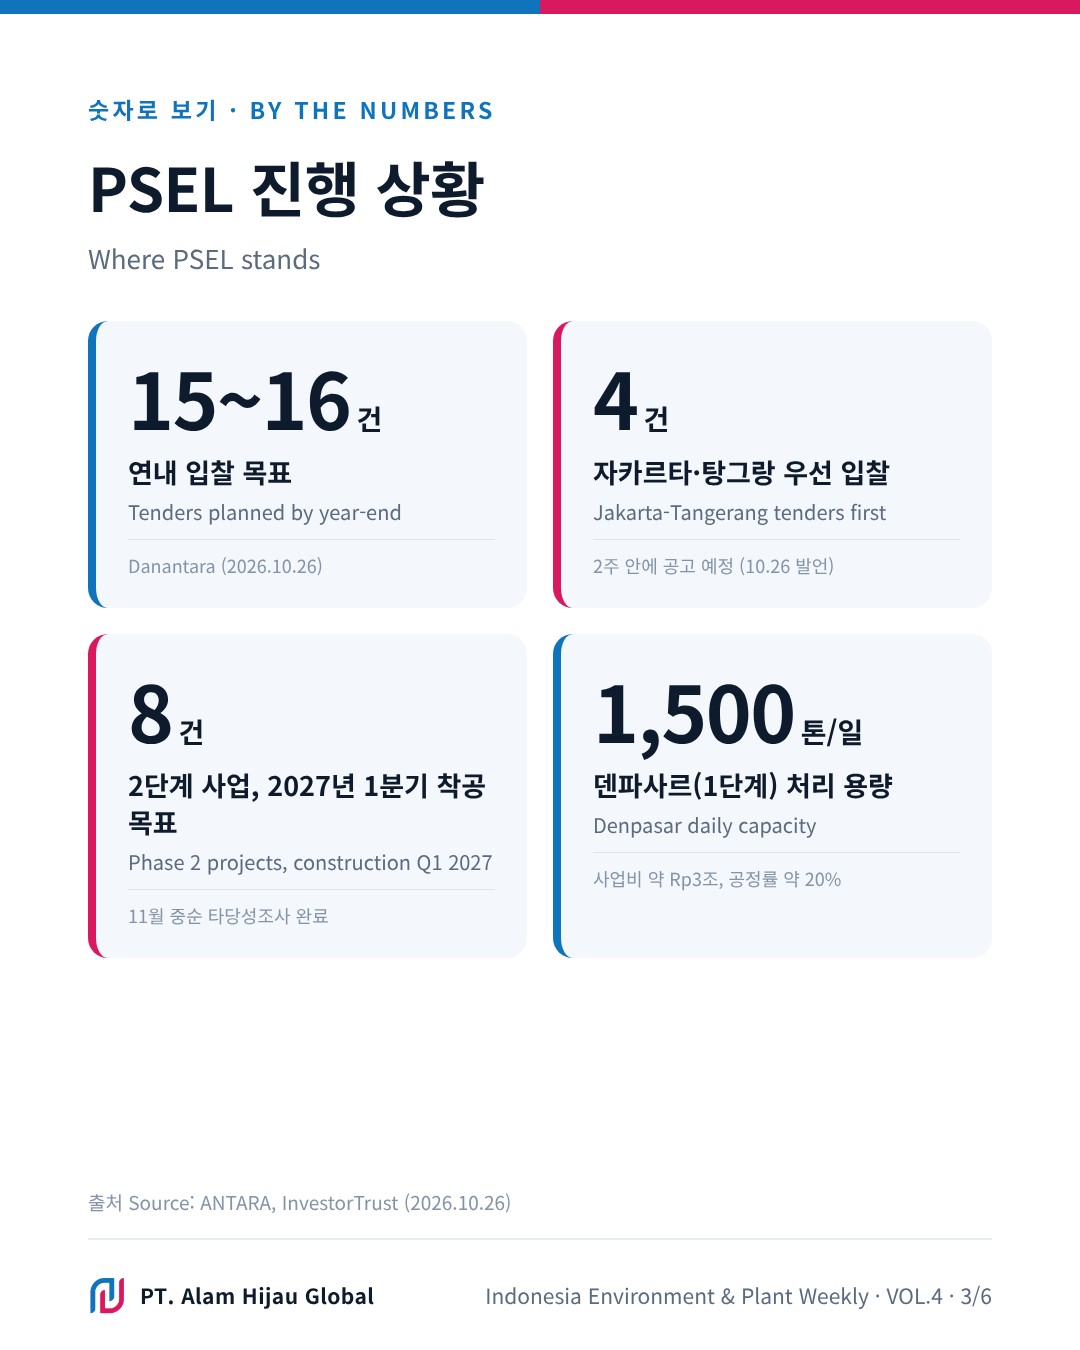 숫자로 보기 · BY THE NUMBERS
PSEL 진행 상황
Where PSEL stands
15~16 건
연내 입찰 목표
Tenders planned by year-end
Danantara (2026.10.26)
4 건
자카르타·탕그랑 우선 입찰
Jakarta-Tangerang tenders first
2주 안에 공고 예정 (10.26 발언)
8 건
2단계 사업, 2027년 1분기 착공
목표
Phase 2 projects, construction Q1 2027
11월 중순 타당성조사 완료
1,500 톤/일
덴파사르(1단계) 처리 용량
Denpasar daily capacity
사업비 약 Rp3조, 공정률 약 20%
출처 Source: ANTARA, InvestorTrust (2026.10.26)
PT. Alam Hijau Global
Indonesia Environment & Plant Weekly · VOL.4 · 3/6